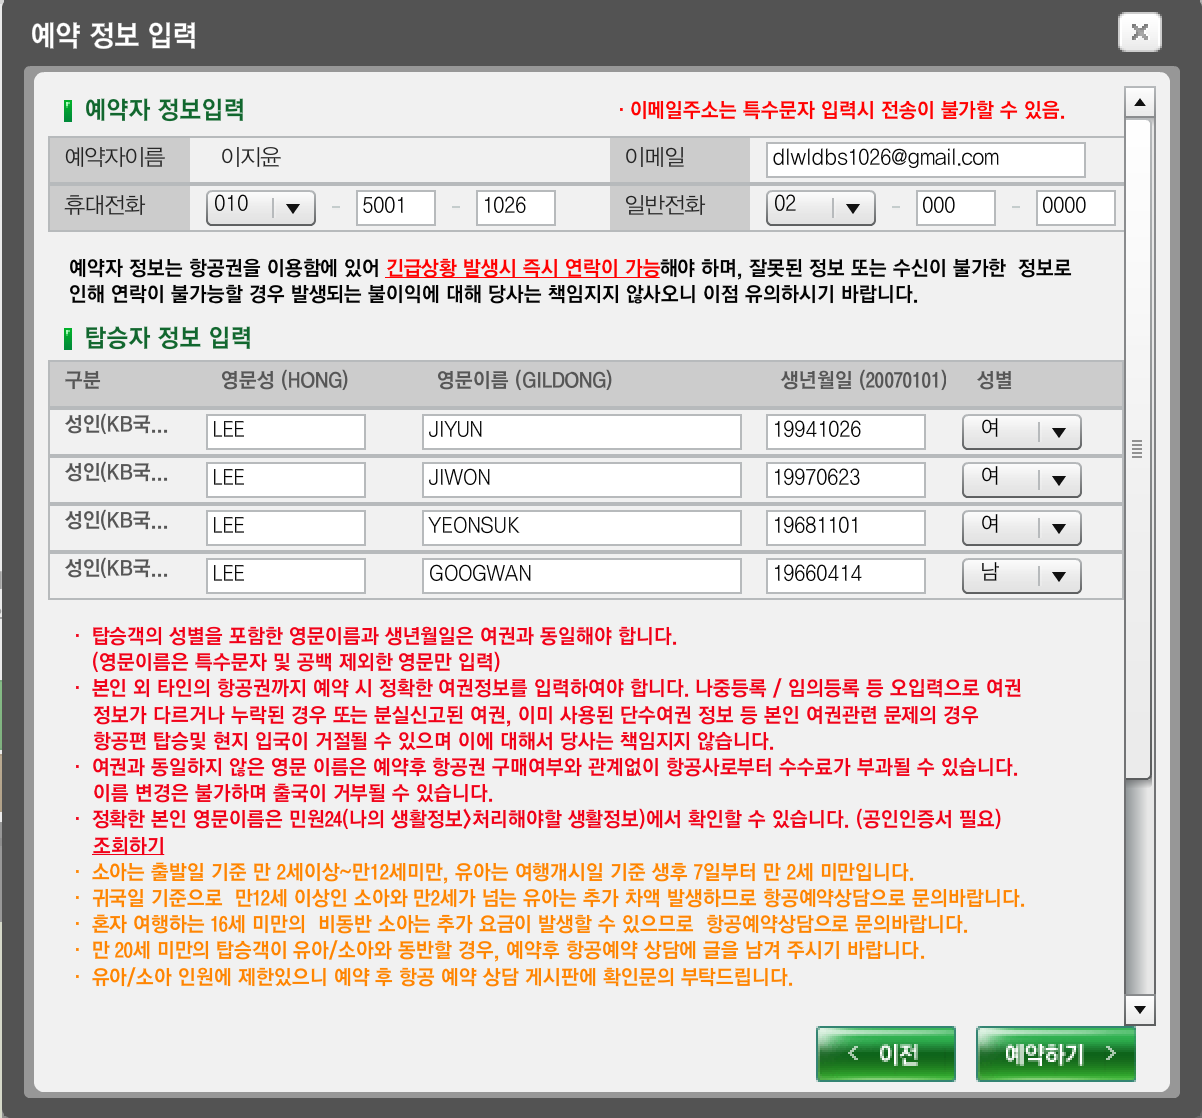 예약 정보 입력
예약자 정보입력
· 이메일주소는 특수문자 입력시 전송이 불가할 수 있음.
예약자이름 이지윤 이메일 dlwldbs1026@gmail.com
휴대전화 010 - 5001 - 1026 일반전화 02 - 000 - 0000
예약자 정보는 항공권을 이용함에 있어 긴급상황 발생시 즉시 연락이 가능해야 하며, 잘못된 정보 또는 수신이 불가한 정보로
인해 연락이 불가능할 경우 발생되는 불이익에 대해 당사는 책임지지 않사오니 이점 유의하시기 바랍니다.
탑승자 정보 입력
구분 영문성 (HONG) 영문이름 (GILDONG) 생년월일 (20070101) 성별
성인(KB국... LEE JIYUN 19941026 여
성인(KB국... LEE JIWON 19970623 여
성인(KB국... LEE YEONSUK 19681101 여
성인(KB국... LEE GOOGWAN 19660414 남
· 탑승객의 성별을 포함한 영문이름과 생년월일은 여권과 동일해야 합니다.
(영문이름은 특수문자 및 공백 제외한 영문만 입력)
· 본인 외 타인의 항공권까지 예약 시 정확한 여권정보를 입력하여야 합니다. 나중등록 / 임의등록 등 오입력으로 여권
정보가 다르거나 누락된 경우 또는 분실신고된 여권, 이미 사용된 단수여권 정보 등 본인 여권관련 문제의 경우
항공편 탑승및 현지 입국이 거절될 수 있으며 이에 대해서 당사는 책임지지 않습니다.
· 여권과 동일하지 않은 영문 이름은 예약후 항공권 구매여부와 관계없이 항공사로부터 수수료가 부과될 수 있습니다.
이름 변경은 불가하며 출국이 거부될 수 있습니다.
· 정확한 본인 영문이름은 민원24(나의 생활정보>처리해야할 생활정보)에서 확인할 수 있습니다. (공인인증서 필요)
조회하기
· 소아는 출발일 기준 만 2세이상~만12세미만, 유아는 여행개시일 기준 생후 7일부터 만 2세 미만입니다.
· 귀국일 기준으로 만12세 이상인 소아와 만2세가 넘는 유아는 추가 차액 발생하므로 항공예약상담으로 문의바랍니다.
· 혼자 여행하는 16세 미만의 비동반 소아는 추가 요금이 발생할 수 있으므로 항공예약상담으로 문의바랍니다.
· 만 20세 미만의 탑승객이 유아/소아와 동반할 경우, 예약후 항공예약 상담에 글을 남겨 주시기 바랍니다.
· 유아/소아 인원에 제한있으니 예약 후 항공 예약 상담 게시판에 확인문의 부탁드립니다.
< 이전 예약하기 >